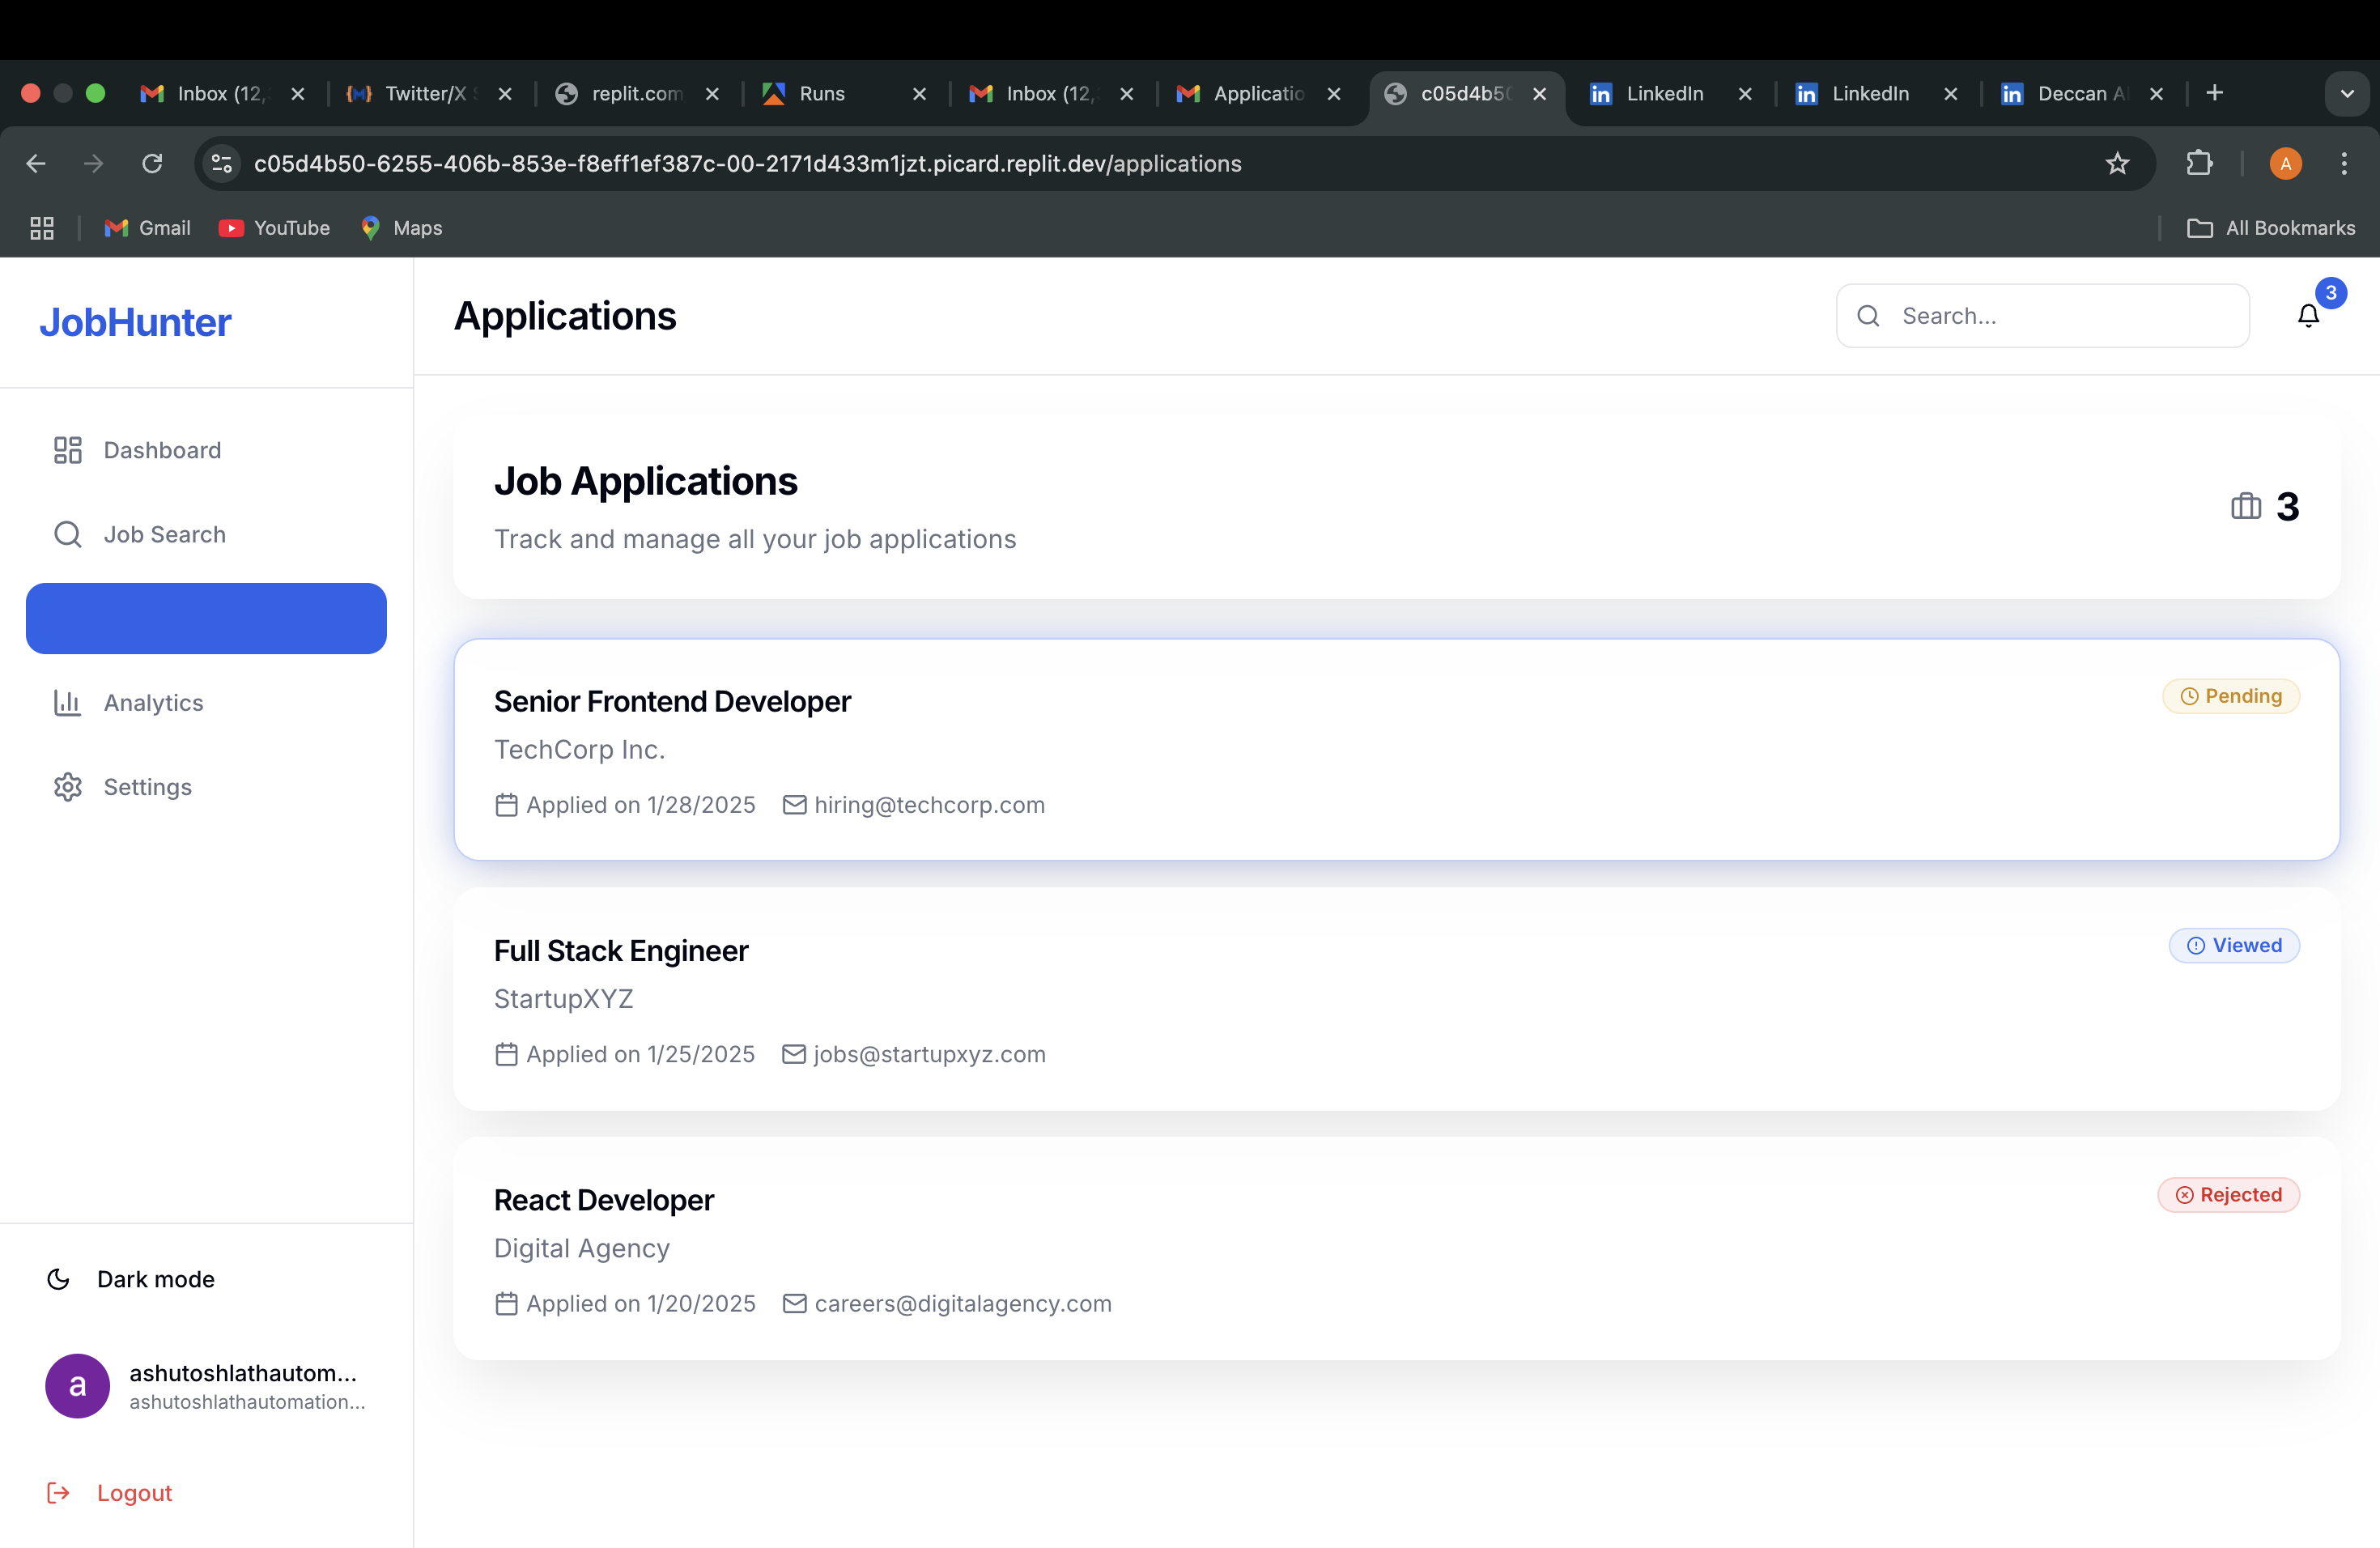 Inbox (12, Twitter/X replit.com Runs Inbox (12, Applicatio c05d4b50 LinkedIn LinkedIn Deccan A
c05d4b50-6255-406b-853e-f8eff1ef387c-00-2171d433m1jzt.picard.replit.dev/applications A
Gmail YouTube Maps All Bookmarks
JobHunter
Dashboard
Job Search
Analytics
Settings
Dark mode
a
ashutoshlathautom...
ashutoshlathautomation...
Logout
Applications
Search...
3
Job Applications
Track and manage all your job applications
3
Senior Frontend Developer
Pending
TechCorp Inc.
Applied on 1/28/2025 hiring@techcorp.com
Full Stack Engineer
Viewed
StartupXYZ
Applied on 1/25/2025 jobs@startupxyz.com
React Developer
Rejected
Digital Agency
Applied on 1/20/2025 careers@digitalagency.com